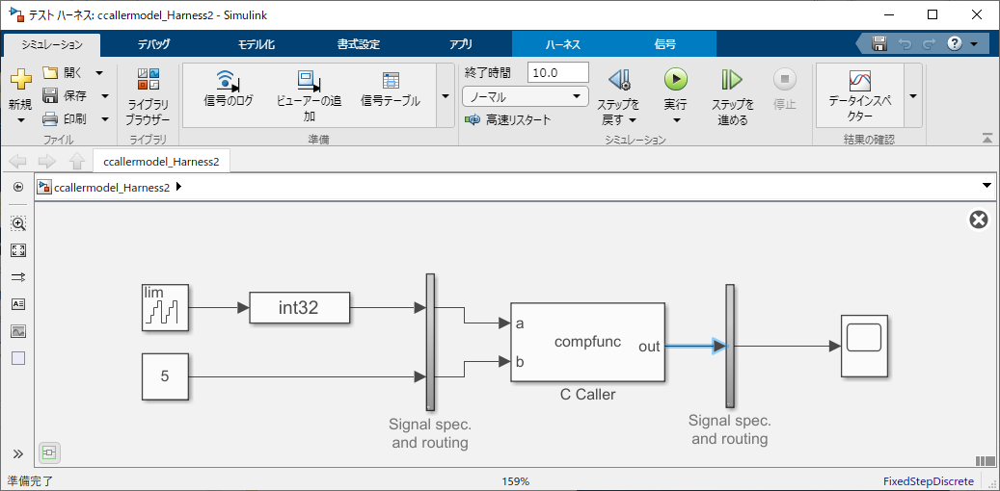 テスト ハーネス: ccallermodel_Harness2 - Simulink
シミュレーション
デバッグ
モデル化
書式設定
アプリ
ハーネス
信号
新規
開く
保存
印刷
ファイル
ライブラリ
ブラウザー
ライブラリ
信号のログ
ビューアーの追
加
信号テーブル
準備
終了時間
10.0
ノーマル
高速リスタート
ステップを
戻す
実行
ステップを
進める
停止
シミュレーション
データインスペ
クター
結果の確認
ccallermodel_Harness2
ccallermodel_Harness2
lim
int32
5
a
b
compfunc
out
C Caller
Signal spec.
and routing
Signal spec.
and routing
準備完了
159%
FixedStepDiscrete